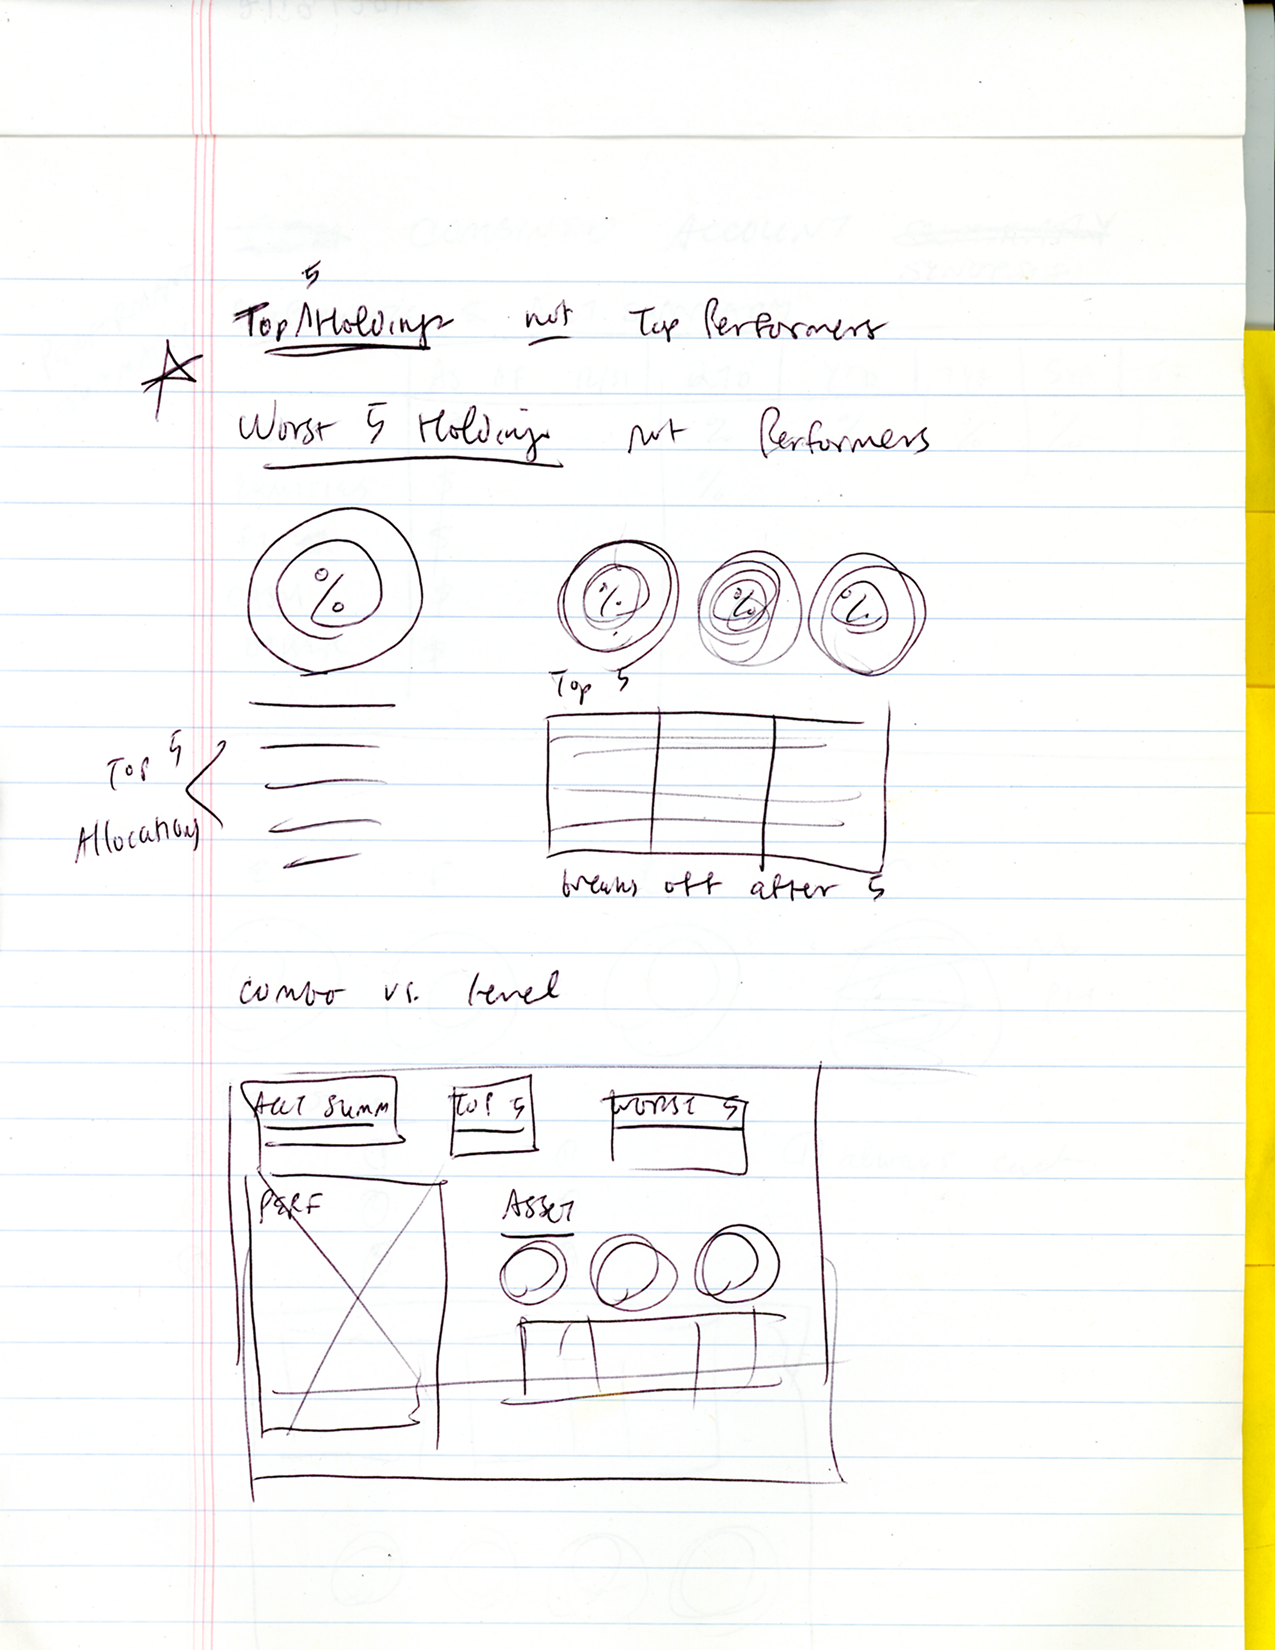 Top 5 Holdings not Top Performers
Worst 5 Holdings not Performers
%
% % %
Top 5
Top 5
Allocations
breaks off after 5
combo vs. level
ACCT SUMM
TOP 5
WORST 5
PERF
ASSET